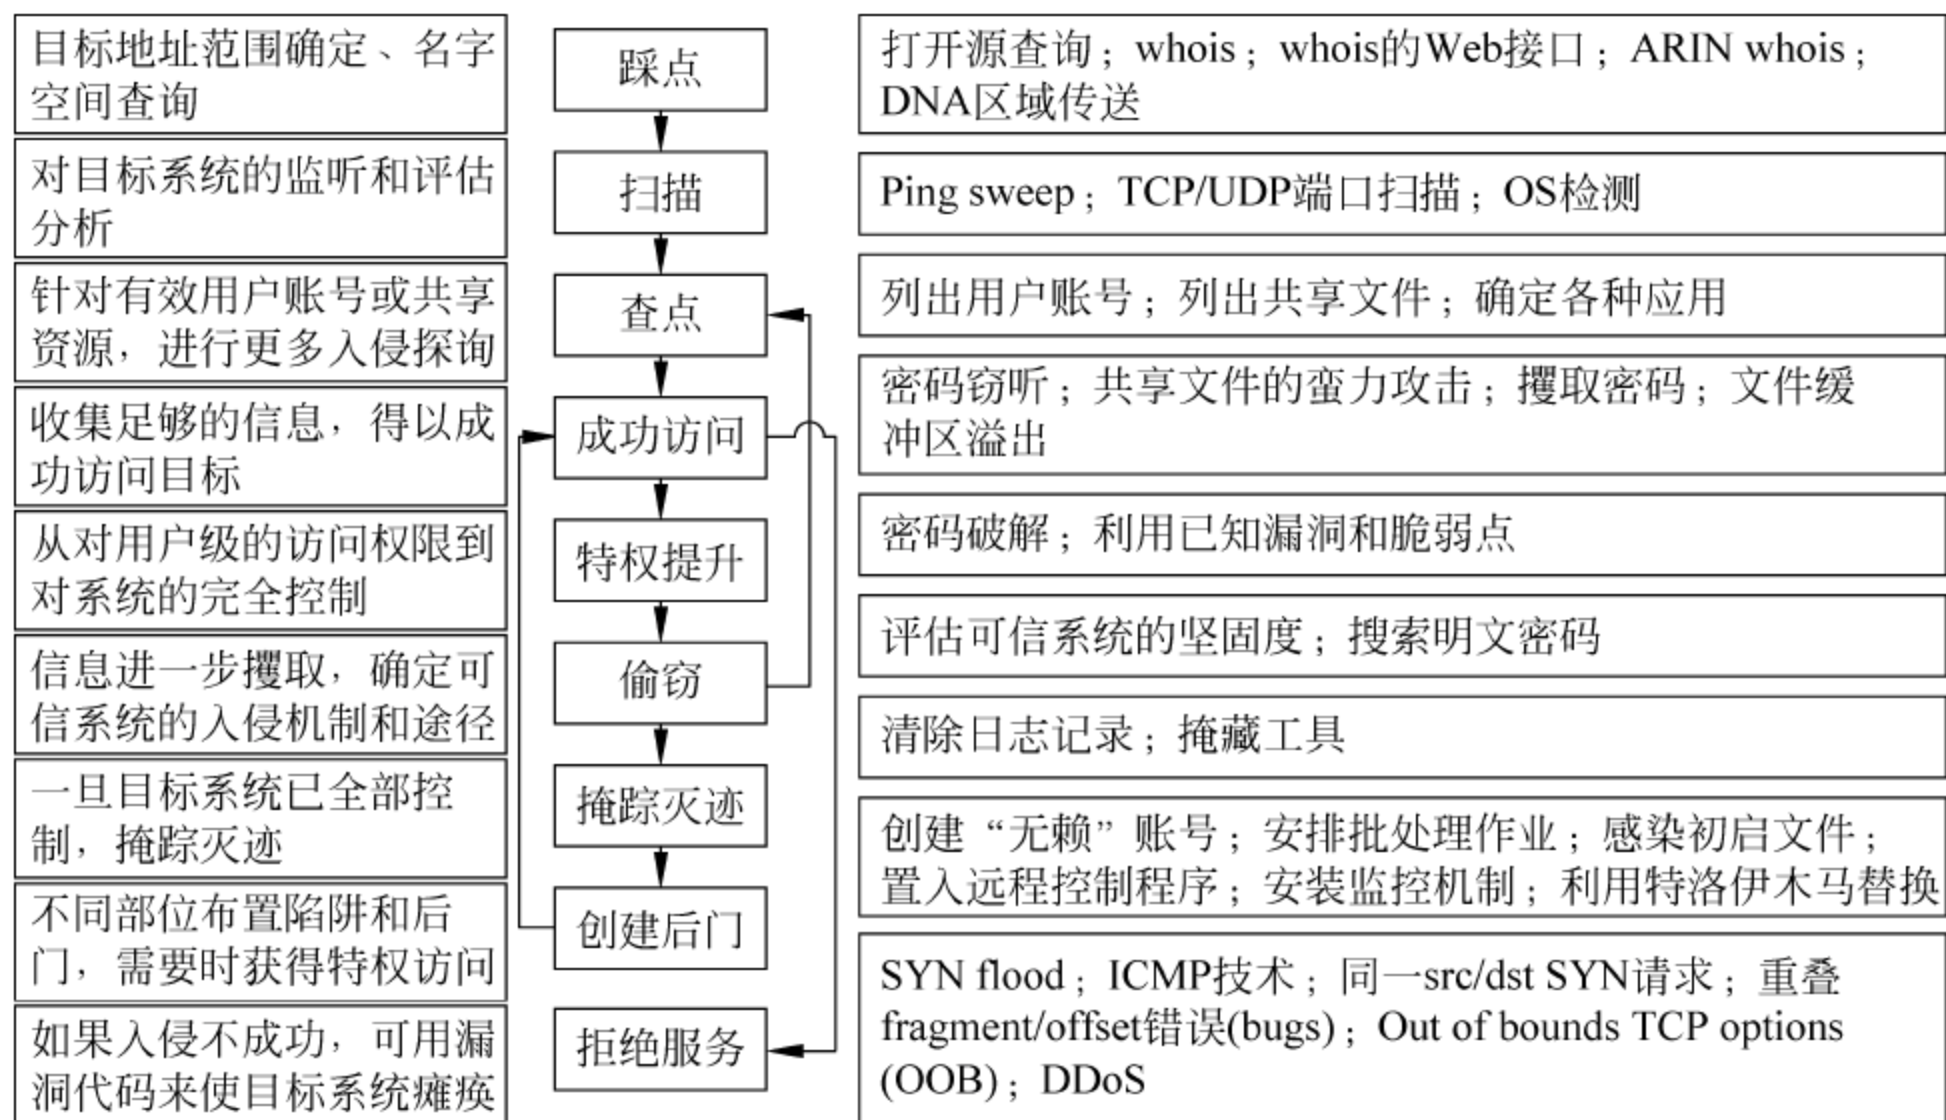 目标地址范围确定、名字
空间查询
踩点
打开源查询；whois；whois的Web接口；ARIN whois；
DNA区域传送
对目标系统的监听和评估
分析
扫描
Ping sweep；TCP/UDP端口扫描；OS检测
针对有效用户账号或共享
资源，进行更多入侵探询
查点
列出用户账号；列出共享文件；确定各种应用
收集足够的信息，得以成
功访问目标
成功访问
密码窃听；共享文件的蛮力攻击；攫取密码；文件缓
冲区溢出
从对用户级的访问权限到
对系统的完全控制
特权提升
密码破解；利用已知漏洞和脆弱点
信息进一步攫取，确定可
信系统的入侵机制和途径
偷窃
评估可信系统的坚固度；搜索明文密码
一旦目标系统已全部控
制，掩踪灭迹
掩踪灭迹
清除日志记录；掩藏工具
不同部位布置陷阱和后
门，需要时获得特权访问
创建后门
创建“无赖”账号；安排批处理作业；感染初启文件；
置入远程控制程序；安装监控机制；利用特洛伊木马替换
如果入侵不成功，可用漏
洞代码来使目标系统瘫痪
拒绝服务
SYN flood；ICMP技术；同一src/dst SYN请求；重叠
fragment/offset错误(bugs)；Out of bounds TCP options
(OOB)；DDoS